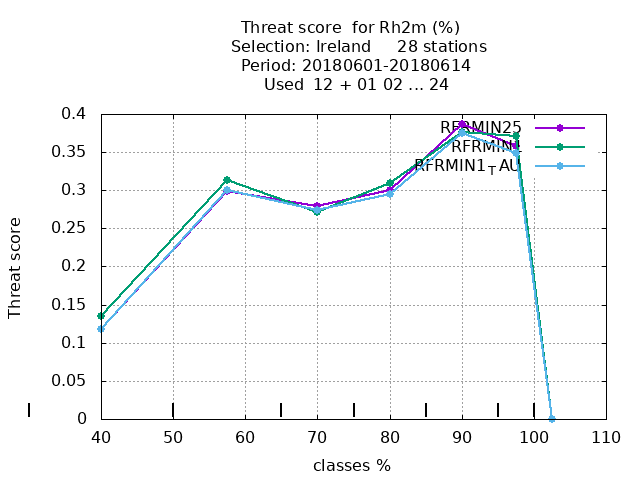 Threat score for Rh2m (%)
Selection: Ireland 28 stations
Period: 20180601-20180614
Used 12 + 01 02 ... 24
0.4
0.35
0.3
0.25
0.2
0.15
0.1
0.05
0
Threat score
RFRMIN25
RFRMIN1_TAU
40 50 60 70 80 90 100 110
classes %